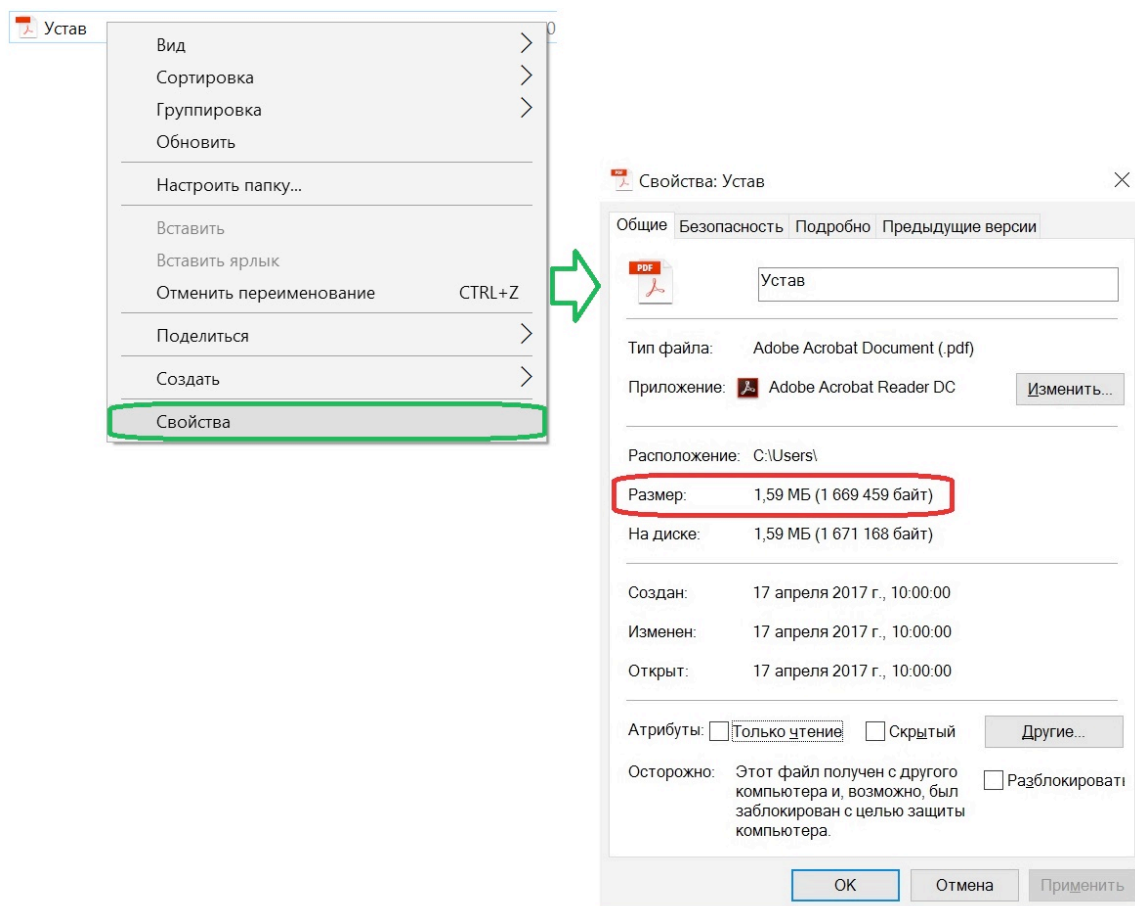 Устав
0
Вид
Сортировка
Группировка
Обновить
Настроить папку...
Вставить
Вставить ярлык
Отменить переименование CTRL+Z
Поделиться
Создать
Свойства
Свойства: Устав
Общие Безопасность Подробно Предыдущие версии
PDF
Устав
Тип файла: Adobe Acrobat Document (.pdf)
Приложение: Adobe Acrobat Reader DC Изменить...
Расположение: C:\Users\
Размер: 1,59 МБ (1 669 459 байт)
На диске: 1,59 МБ (1 671 168 байт)
Создан: 17 апреля 2017 г., 10:00:00
Изменен: 17 апреля 2017 г., 10:00:00
Открыт: 17 апреля 2017 г., 10:00:00
Атрибуты: Только чтение Скрытый Другие...
Осторожно: Этот файл получен с другого
компьютера и, возможно, был
заблокирован с целью защиты
компьютера.
Разблокировать
OK Отмена Применить